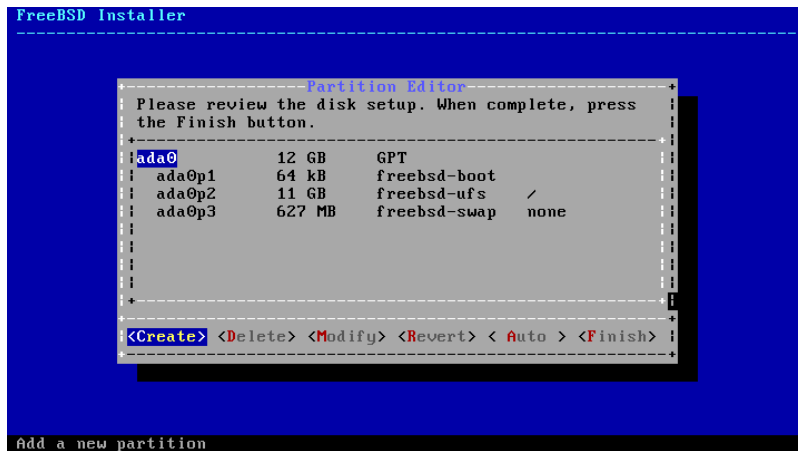 FreeBSD Installer
Partition Editor
Please review the disk setup. When complete, press
the Finish button.
ada0 12 GB GPT
ada0p1 64 kB freebsd-boot
ada0p2 11 GB freebsd-ufs /
ada0p3 627 MB freebsd-swap none
<Create> <Delete> <Modify> <Revert> < Auto > <Finish>
Add a new partition